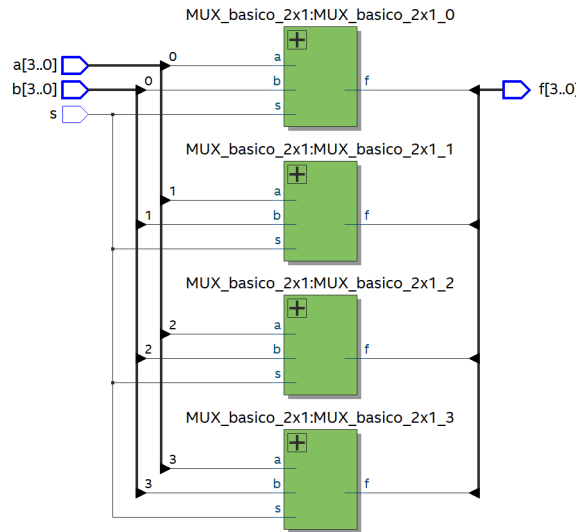 MUX_basico_2x1:MUX_basico_2x1_0
a[3..0] 0 a
b[3..0] 0 b f f[3..0]
s s
MUX_basico_2x1:MUX_basico_2x1_1
1 a
1 b f
s
MUX_basico_2x1:MUX_basico_2x1_2
2 a
2 b f
s
MUX_basico_2x1:MUX_basico_2x1_3
3 a
3 b f
s